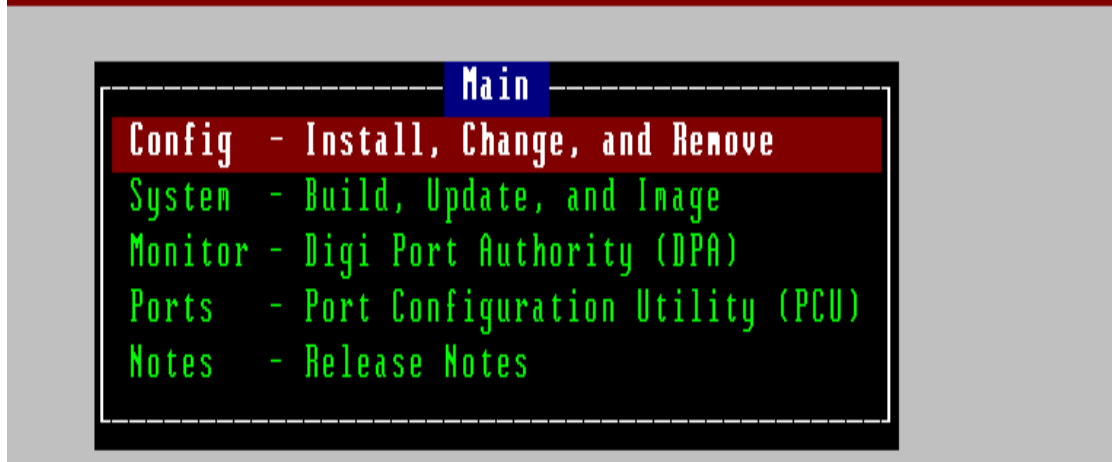 Main
Config - Install, Change, and Remove
System - Build, Update, and Image
Monitor - Digi Port Authority (DPA)
Ports - Port Configuration Utility (PCU)
Notes - Release Notes